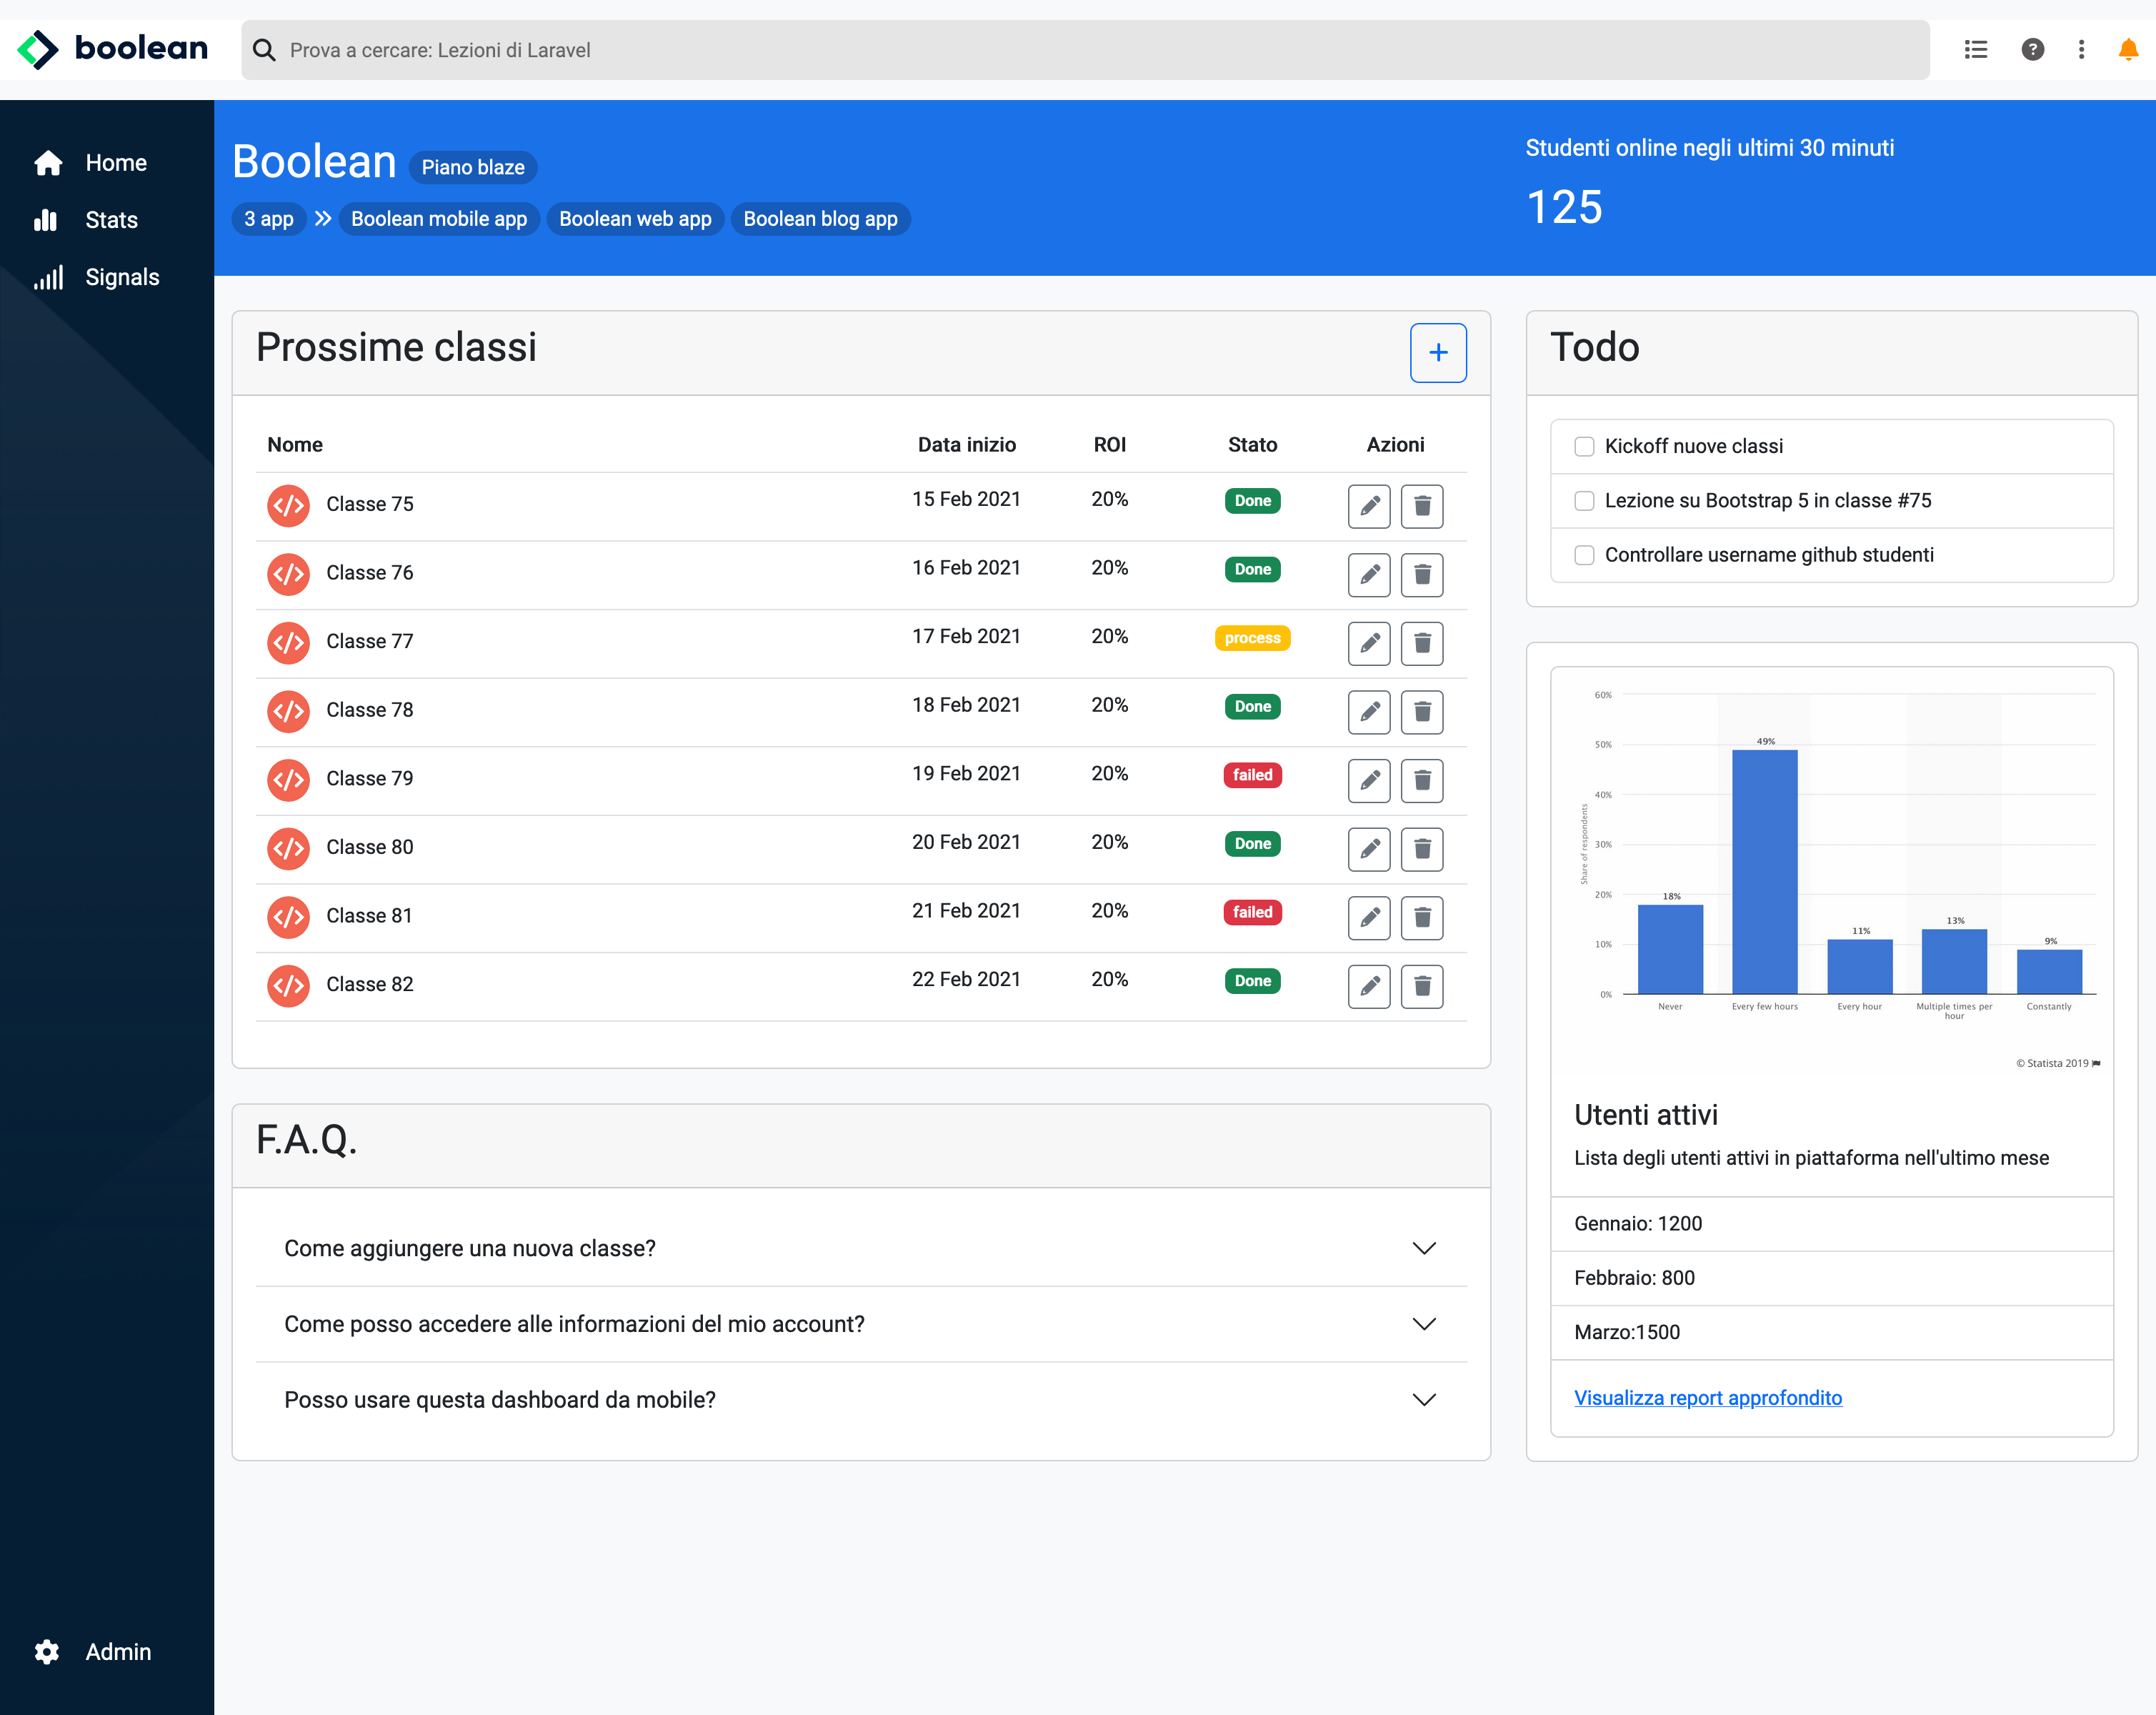 boolean
Prova a cercare: Lezioni di Laravel
Home
Stats
Signals
Admin
Boolean Piano blaze
3 app Boolean mobile app Boolean web app Boolean blog app
Studenti online negli ultimi 30 minuti
125
Prossime classi
Nome Data inizio ROI Stato Azioni
Classe 75 15 Feb 2021 20% Done
Classe 76 16 Feb 2021 20% Done
Classe 77 17 Feb 2021 20% process
Classe 78 18 Feb 2021 20% Done
Classe 79 19 Feb 2021 20% failed
Classe 80 20 Feb 2021 20% Done
Classe 81 21 Feb 2021 20% failed
Classe 82 22 Feb 2021 20% Done
F.A.Q.
Come aggiungere una nuova classe?
Come posso accedere alle informazioni del mio account?
Posso usare questa dashboard da mobile?
Todo
Kickoff nuove classi
Lezione su Bootstrap 5 in classe #75
Controllare username github studenti
Share of respondents
60%
50%
40%
30%
20%
10%
0%
18%
49%
11%
13%
9%
Never
Every few hours
Every hour
Multiple times per
hour
Constantly
© Statista 2019
Utenti attivi
Lista degli utenti attivi in piattaforma nell'ultimo mese
Gennaio: 1200
Febbraio: 800
Marzo:1500
Visualizza report approfondito